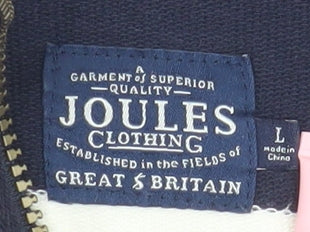 A
GARMENT of SUPERIOR
QUALITY
JOULES
CLOTHING
ESTABLISHED in the FIELDS of
GREAT & BRITAIN
L
made in
China